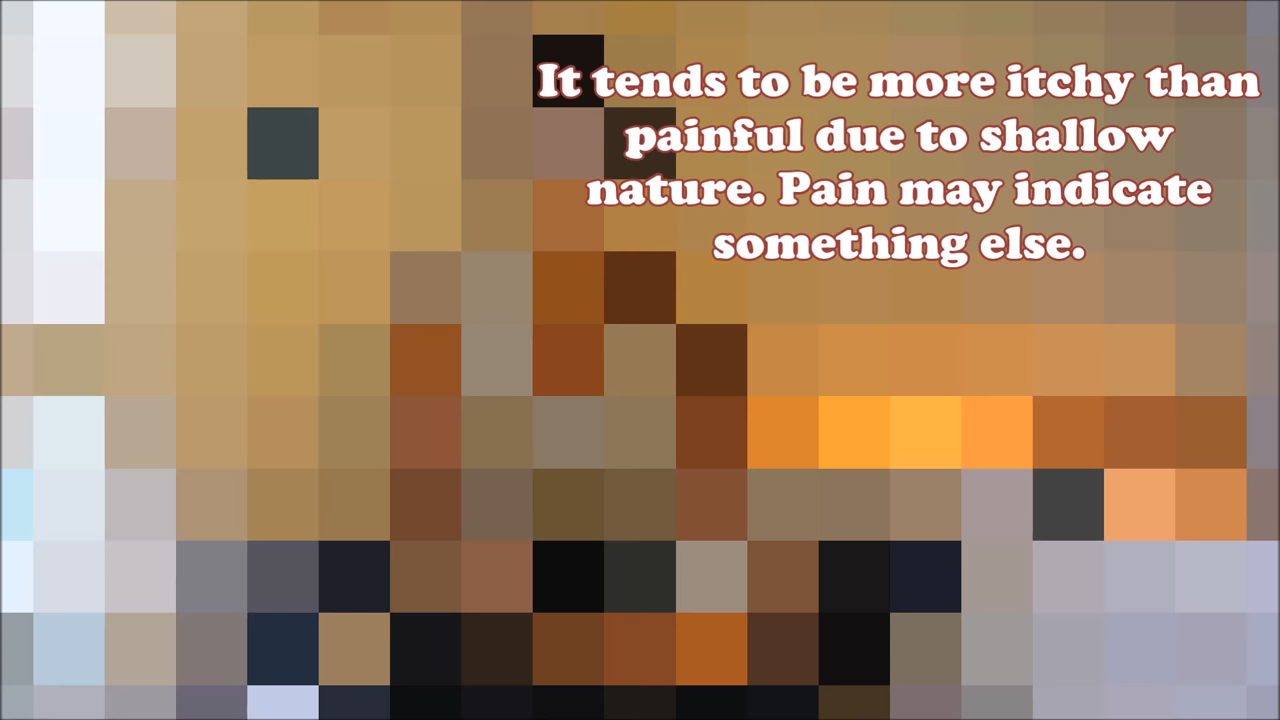 It tends to be more itchy than
painful due to shallow
nature. Pain may indicate
something else.